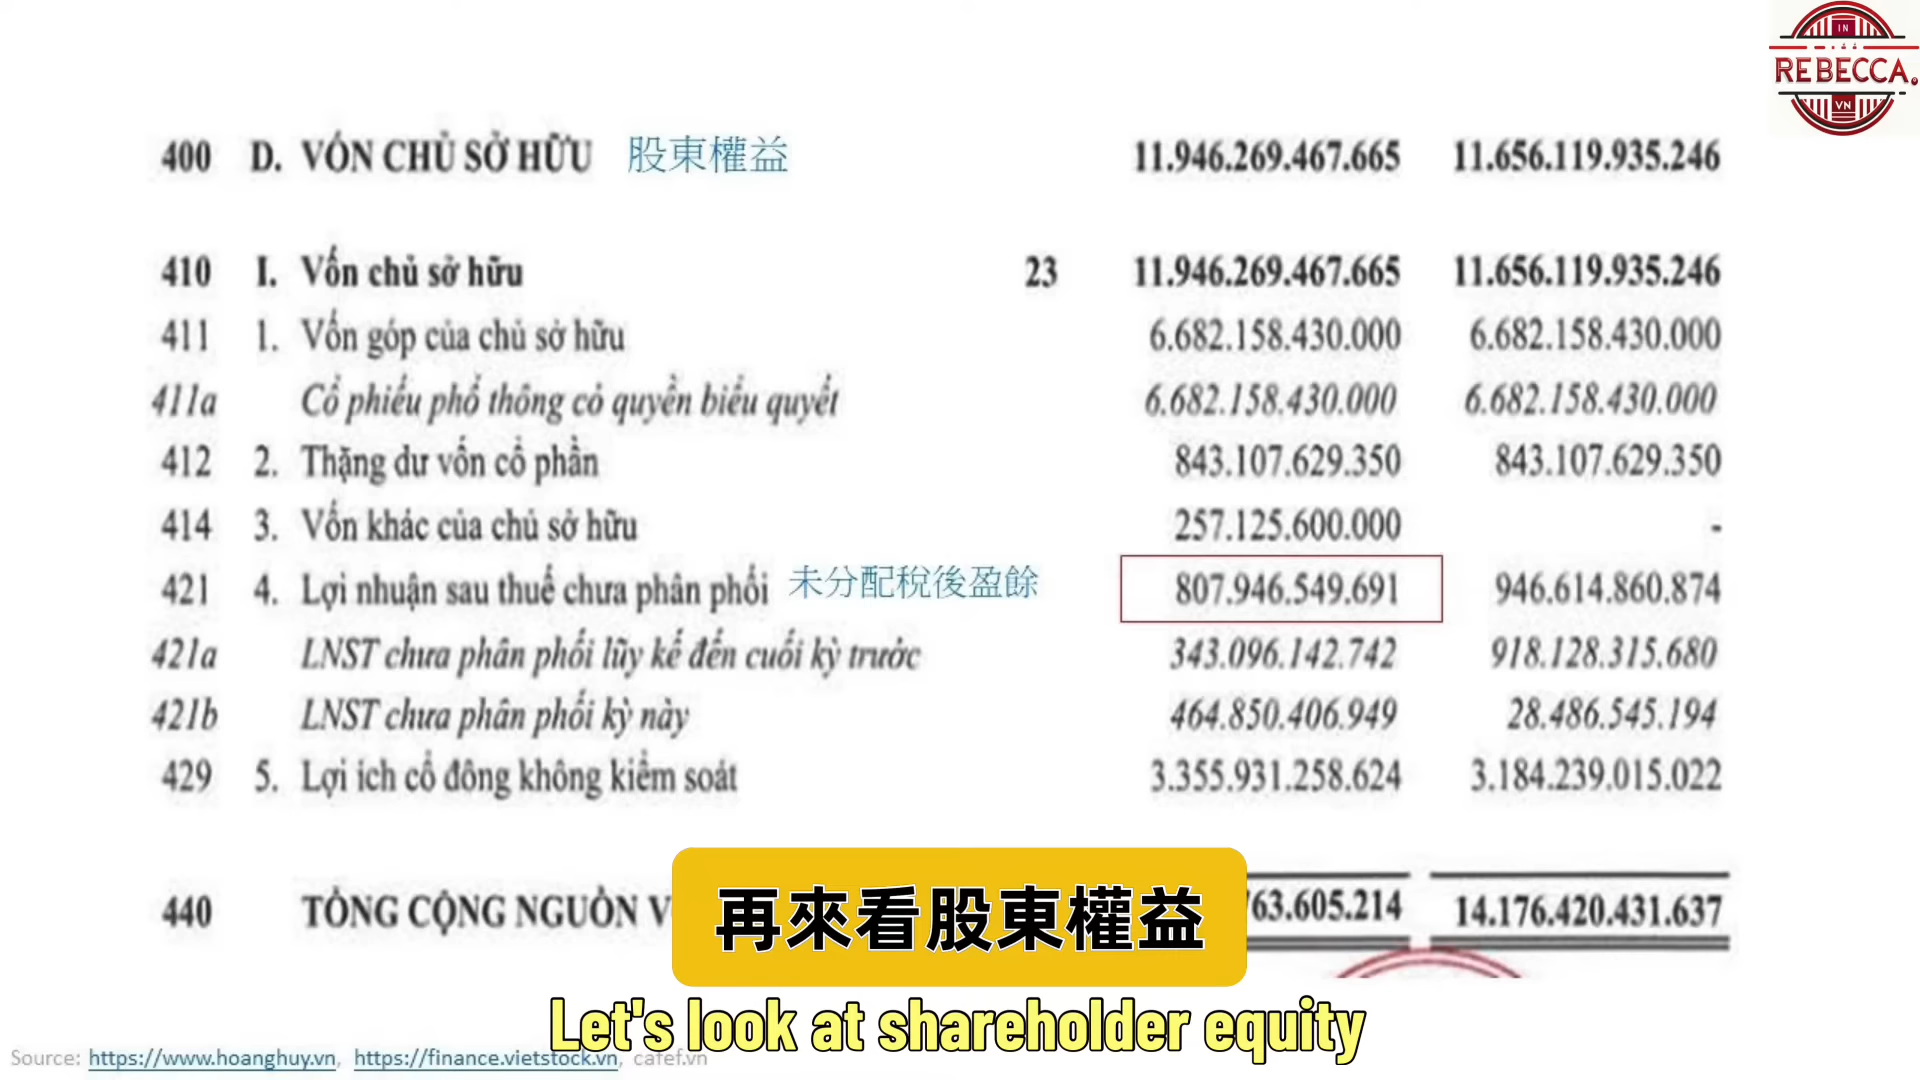 IN
REBECCA.
VN
400 D. VỐN CHỦ SỞ HỮU 股東權益 11.946.269.467.665 11.656.119.935.246
410 I. Vốn chủ sở hữu 23 11.946.269.467.665 11.656.119.935.246
411 1. Vốn góp của chủ sở hữu 6.682.158.430.000 6.682.158.430.000
411a Cổ phiếu phổ thông có quyền biểu quyết 6.682.158.430.000 6.682.158.430.000
412 2. Thặng dư vốn cổ phần 843.107.629.350 843.107.629.350
414 3. Vốn khác của chủ sở hữu 257.125.600.000 -
421 4. Lợi nhuận sau thuế chưa phân phối 未分配稅後盈餘 807.946.549.691 946.614.860.874
421a LNST chưa phân phối lũy kế đến cuối kỳ trước 343.096.142.742 918.128.315.680
421b LNST chưa phân phối kỳ này 464.850.406.949 28.486.545.194
429 5. Lợi ích cổ đông không kiểm soát 3.355.931.258.624 3.184.239.015.022
440 TỔNG CỘNG NGUỒN V 63.605.214 14.176.420.431.637
再來看股東權益
Let's look at shareholder equity
Source: https://www.hoanghuy.vn, https://finance.vietstock.vn, cafef.vn